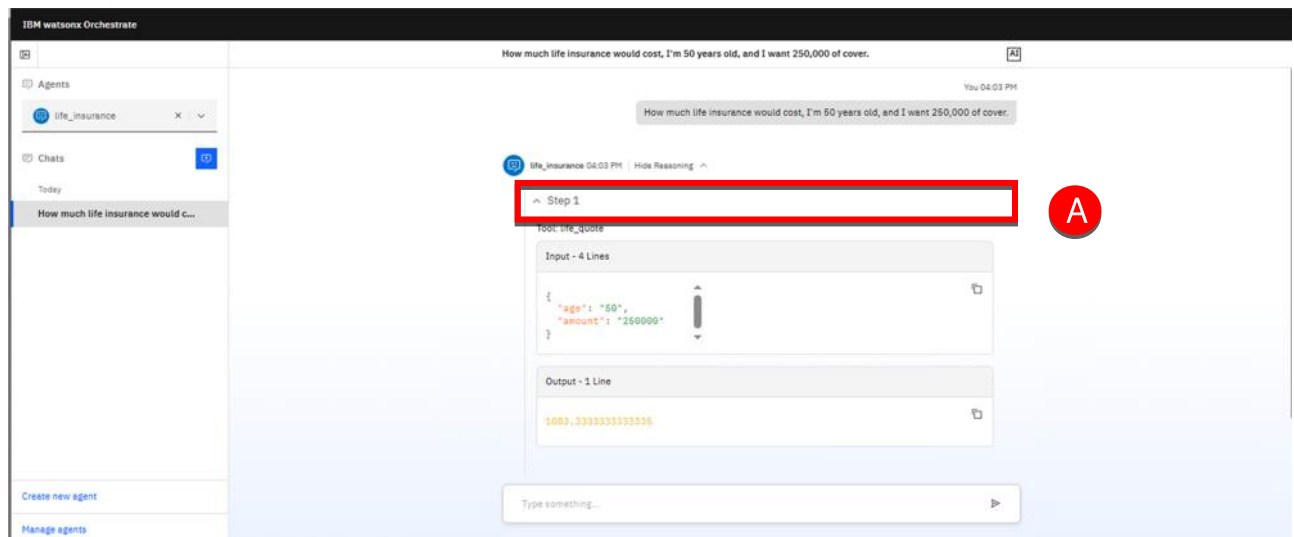 IBM watsonx Orchestrate
How much life insurance would cost, I'm 50 years old, and I want 250,000 of cover.
AI
Agents
life_insurance
Chats
Today
How much life insurance would c...
Create new agent
Manage agents
You 04:03 PM
How much life insurance would cost, I'm 50 years old, and I want 250,000 of cover.
life_insurance 04:03 PM | Hide Reasoning
Step 1
A
Tool: life_quote
Input - 4 Lines
{
"age": "50",
"amount": "250000"
}
Output - 1 Line
Type something...